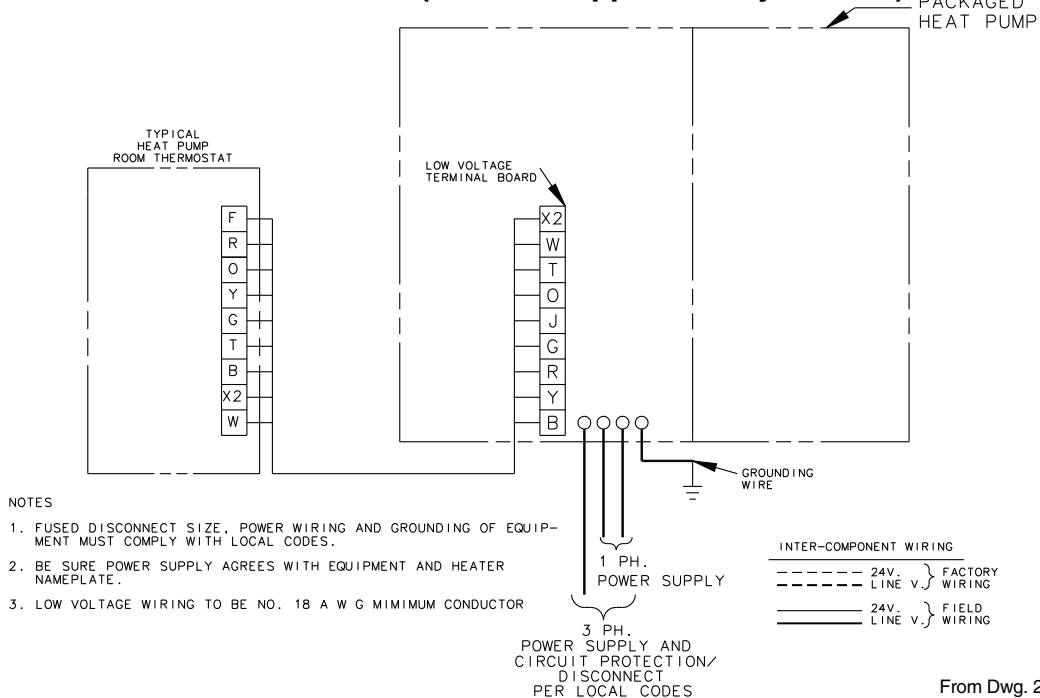 PACKAGED
HEAT PUMP
TYPICAL
HEAT PUMP
ROOM THERMOSTAT
LOW VOLTAGE
TERMINAL BOARD
F
R
O
Y
G
T
B
X2
W
X2
W
T
O
J
G
R
Y
B
GROUNDING
WIRE
NOTES
1. FUSED DISCONNECT SIZE, POWER WIRING AND GROUNDING OF EQUIP-
MENT MUST COMPLY WITH LOCAL CODES.
2. BE SURE POWER SUPPLY AGREES WITH EQUIPMENT AND HEATER
NAMEPLATE.
3. LOW VOLTAGE WIRING TO BE NO. 18 A W G MIMIMUM CONDUCTOR
1 PH.
POWER SUPPLY
3 PH.
POWER SUPPLY AND
CIRCUIT PROTECTION/
DISCONNECT
PER LOCAL CODES
INTER-COMPONENT WIRING
24V. } FACTORY
LINE V. } WIRING
24V. } FIELD
LINE V. } WIRING
From Dwg. 2